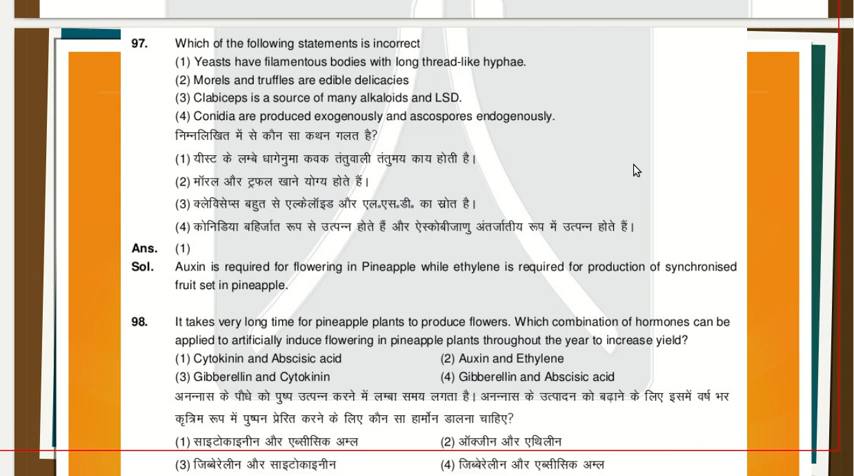 97. Which of the following statements is incorrect
(1) Yeasts have filamentous bodies with long thread-like hyphae.
(2) Morels and truffles are edible delicacies
(3) Clabiceps is a source of many alkaloids and LSD.
(4) Conidia are produced exogenously and ascospores endogenously.
निम्नलिखित में से कौन सा कथन गलत है?
(1) यीस्ट के लम्बे धागेनुमा कवक तंतुवाली तंतुमय काय होती है।
(2) मॉरल और ट्रफल खाने योग्य होते हैं।
(3) क्लेविसेप्स बहुत से एल्केलॉइड और एल.एस.डी. का स्रोत है।
(4) कोनिडिया बहिर्जात रूप से उत्पन्न होते हैं और ऐस्कोबीजाणु अंतर्जातीय रूप में उत्पन्न होते हैं।
Ans. (1)
Sol. Auxin is required for flowering in Pineapple while ethylene is required for production of synchronised
fruit set in pineapple.
98. It takes very long time for pineapple plants to produce flowers. Which combination of hormones can be
applied to artificially induce flowering in pineapple plants throughout the year to increase yield?
(1) Cytokinin and Abscisic acid (2) Auxin and Ethylene
(3) Gibberellin and Cytokinin (4) Gibberellin and Abscisic acid
अनन्नास के पौधे को पुष्प उत्पन्न करने में लम्बा समय लगता है। अनन्नास के उत्पादन को बढ़ाने के लिए इसमें वर्ष भर
कृत्रिम रूप में पुष्पन प्रेरित करने के लिए कौन सा हार्मोन डालना चाहिए?
(1) साइटोकाइनीन और एब्सीसिक अम्ल (2) ऑक्जीन और एथिलीन
(3) जिब्बेरेलीन और साइटोकाइनीन (4) जिब्बेरेलीन और एब्सीसिक अम्ल